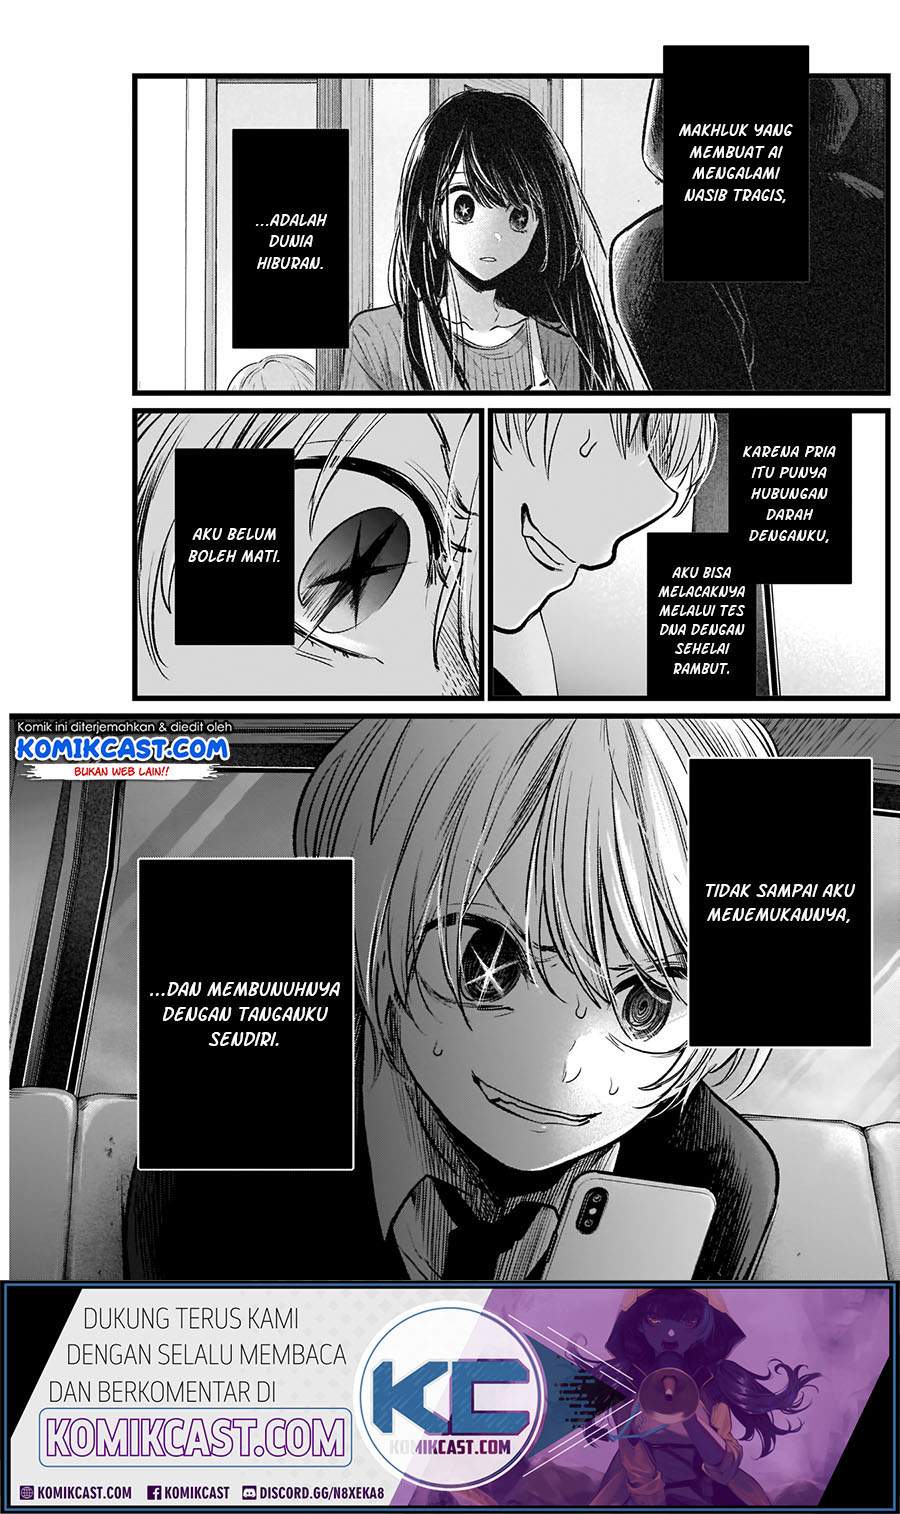 MAKHLUK YANG
MEMBUAT AI
MENGALAMI
NASIB TRAGIS,
...ADALAH
DUNIA
HIBURAN.
KARENA PRIA
ITU PUNYA
HUBUNGAN
DARAH
DENGANKU,
AKU BISA
MELACAKNYA
MELALUI TES
DNA DENGAN
SEHELAI
RAMBUT.
AKU BELUM
BOLEH MATI.
Komik ini diterjemahkan & diedit oleh
KOMIKCAST.COM
BUKAN WEB LAIN!!
TIDAK SAMPAI AKU
MENEMUKANNYA,
...DAN MEMBUNUHNYA
DENGAN TANGANKU
SENDIRI.
DUKUNG TERUS KAMI
DENGAN SELALU MEMBACA
DAN BERKOMENTAR DI
KOMIKCAST.COM
KOMIKCAST.COM KOMIKCAST DISCORD.GG/N8XEKA8
KC
KOMIKCAST.COM